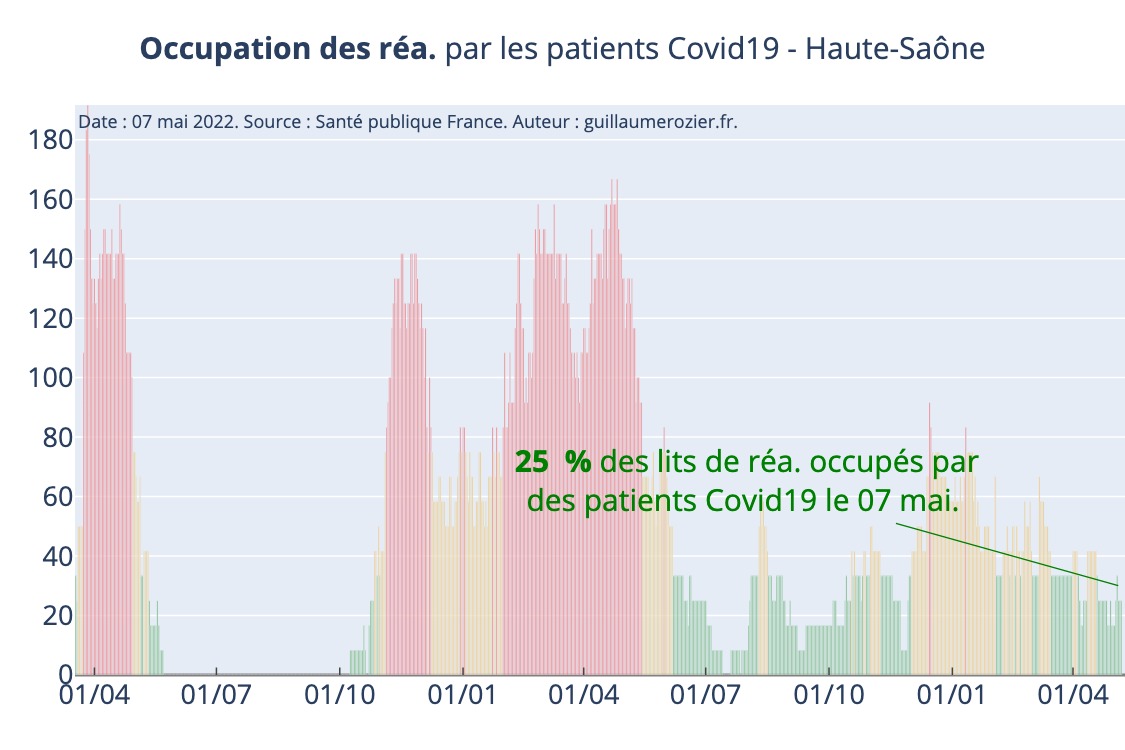 Occupation des réa. par les patients Covid19 - Haute-Saône
Date : 07 mai 2022. Source : Santé publique France. Auteur : guillaumerozier.fr.
180
160
140
120
100
80
25 % des lits de réa. occupés par
des patients Covid19 le 07 mai.
60
40
20
0
01/04 01/07 01/10 01/01 01/04 01/07 01/10 01/01 01/04